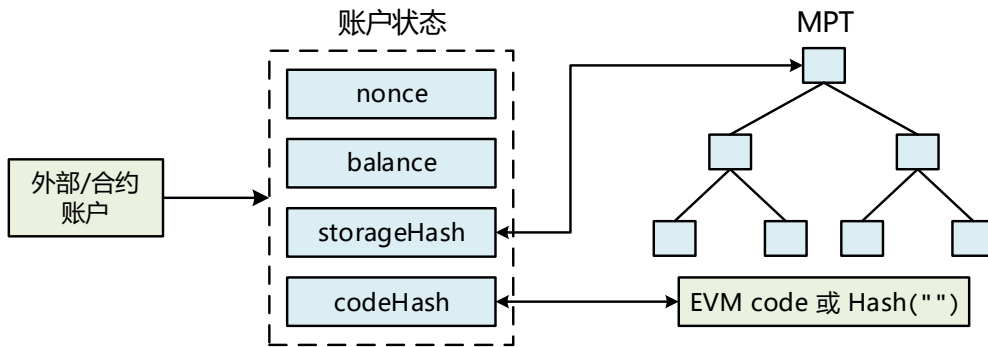 账户状态
MPT
nonce
balance
外部/合约
账户
storageHash
codeHash
EVM code 或 Hash("")